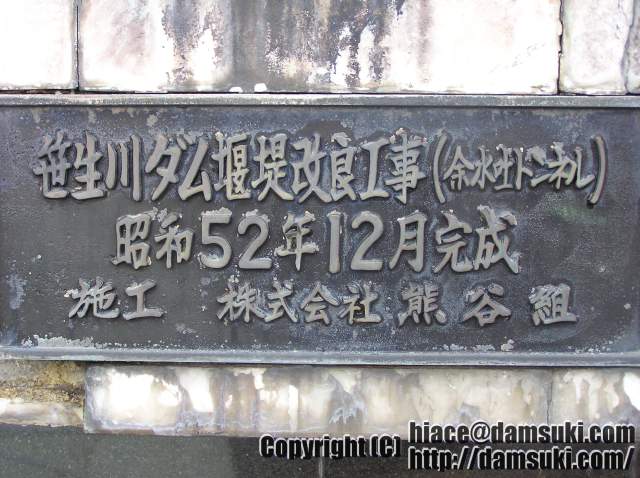 笹生川ダム堰堤改良工事(余水吐トンネル)
昭和52年12月完成
施工 株式会社 熊谷組
Copyright (C) hiace@damsuki.com
http://damsuki.com/